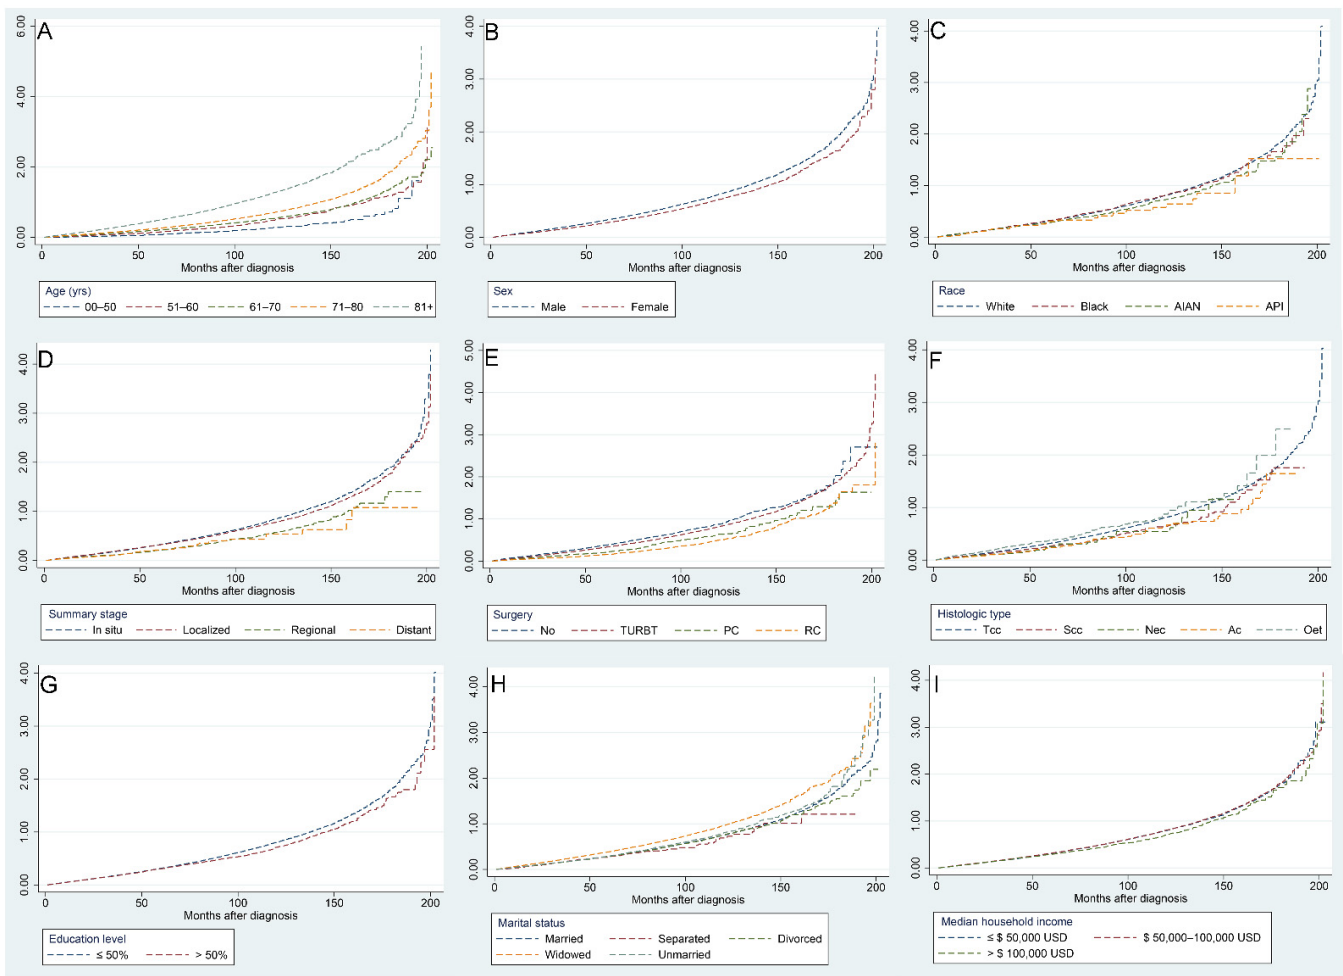 A
6.00
4.00
2.00
0.00
0 50 100 150 200
Months after diagnosis
Age (yrs)
00–50 51–60 61–70 71–80 81+
B
4.00
3.00
2.00
1.00
0.00
0 50 100 150 200
Months after diagnosis
Sex
Male Female
C
4.00
3.00
2.00
1.00
0.00
0 50 100 150 200
Months after diagnosis
Race
White Black AIAN API
D
4.00
3.00
2.00
1.00
0.00
0 50 100 150 200
Months after diagnosis
Summary stage
In situ Localized Regional Distant
E
5.00
4.00
3.00
2.00
1.00
0.00
0 50 100 150 200
Months after diagnosis
Surgery
No TURBT PC RC
F
4.00
3.00
2.00
1.00
0.00
0 50 100 150 200
Months after diagnosis
Histologic type
Tcc Scc Nec Ac Oet
G
4.00
3.00
2.00
1.00
0.00
0 50 100 150 200
Months after diagnosis
Education level
≤ 50% > 50%
H
4.00
3.00
2.00
1.00
0.00
0 50 100 150 200
Months after diagnosis
Marital status
Married Separated Divorced
Widowed Unmarried
I
4.00
3.00
2.00
1.00
0.00
0 50 100 150 200
Months after diagnosis
Median household income
≤ $ 50,000 USD $ 50,000–100,000 USD
> $ 100,000 USD